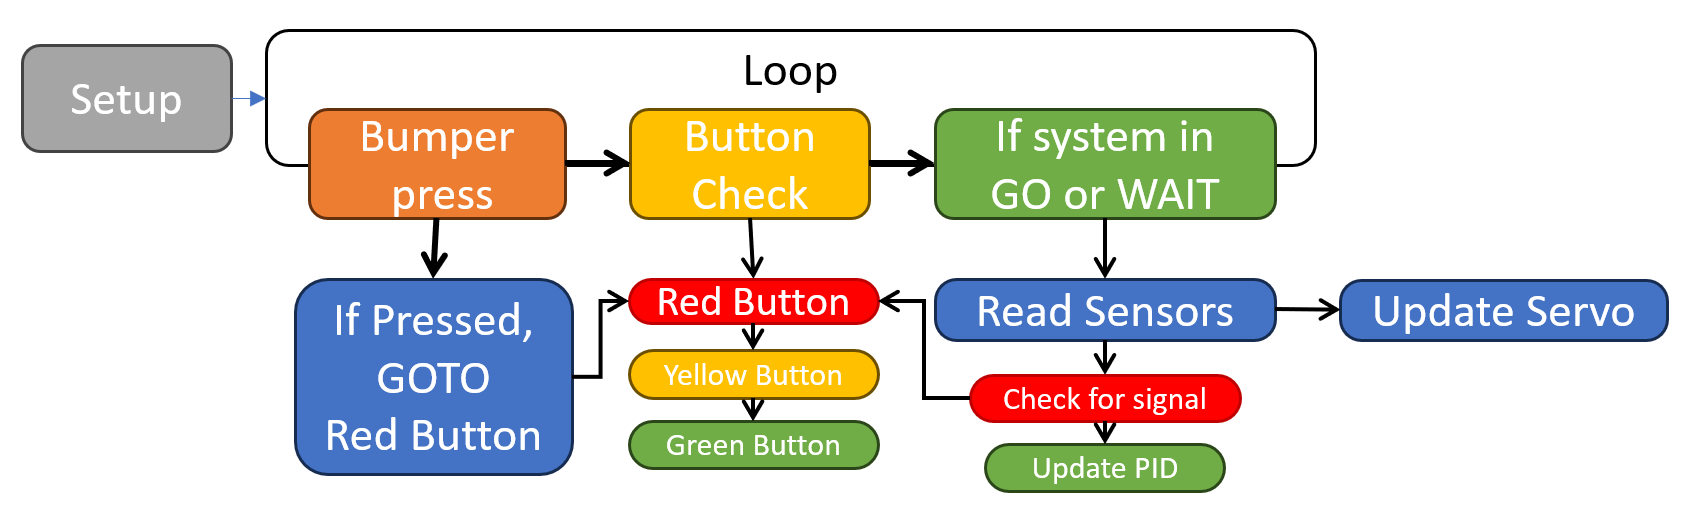 Setup
Loop
Bumper
press
Button
Check
If system in
GO or WAIT
If Pressed,
GOTO
Red Button
Red Button
Yellow Button
Green Button
Read Sensors
Check for signal
Update PID
Update Servo